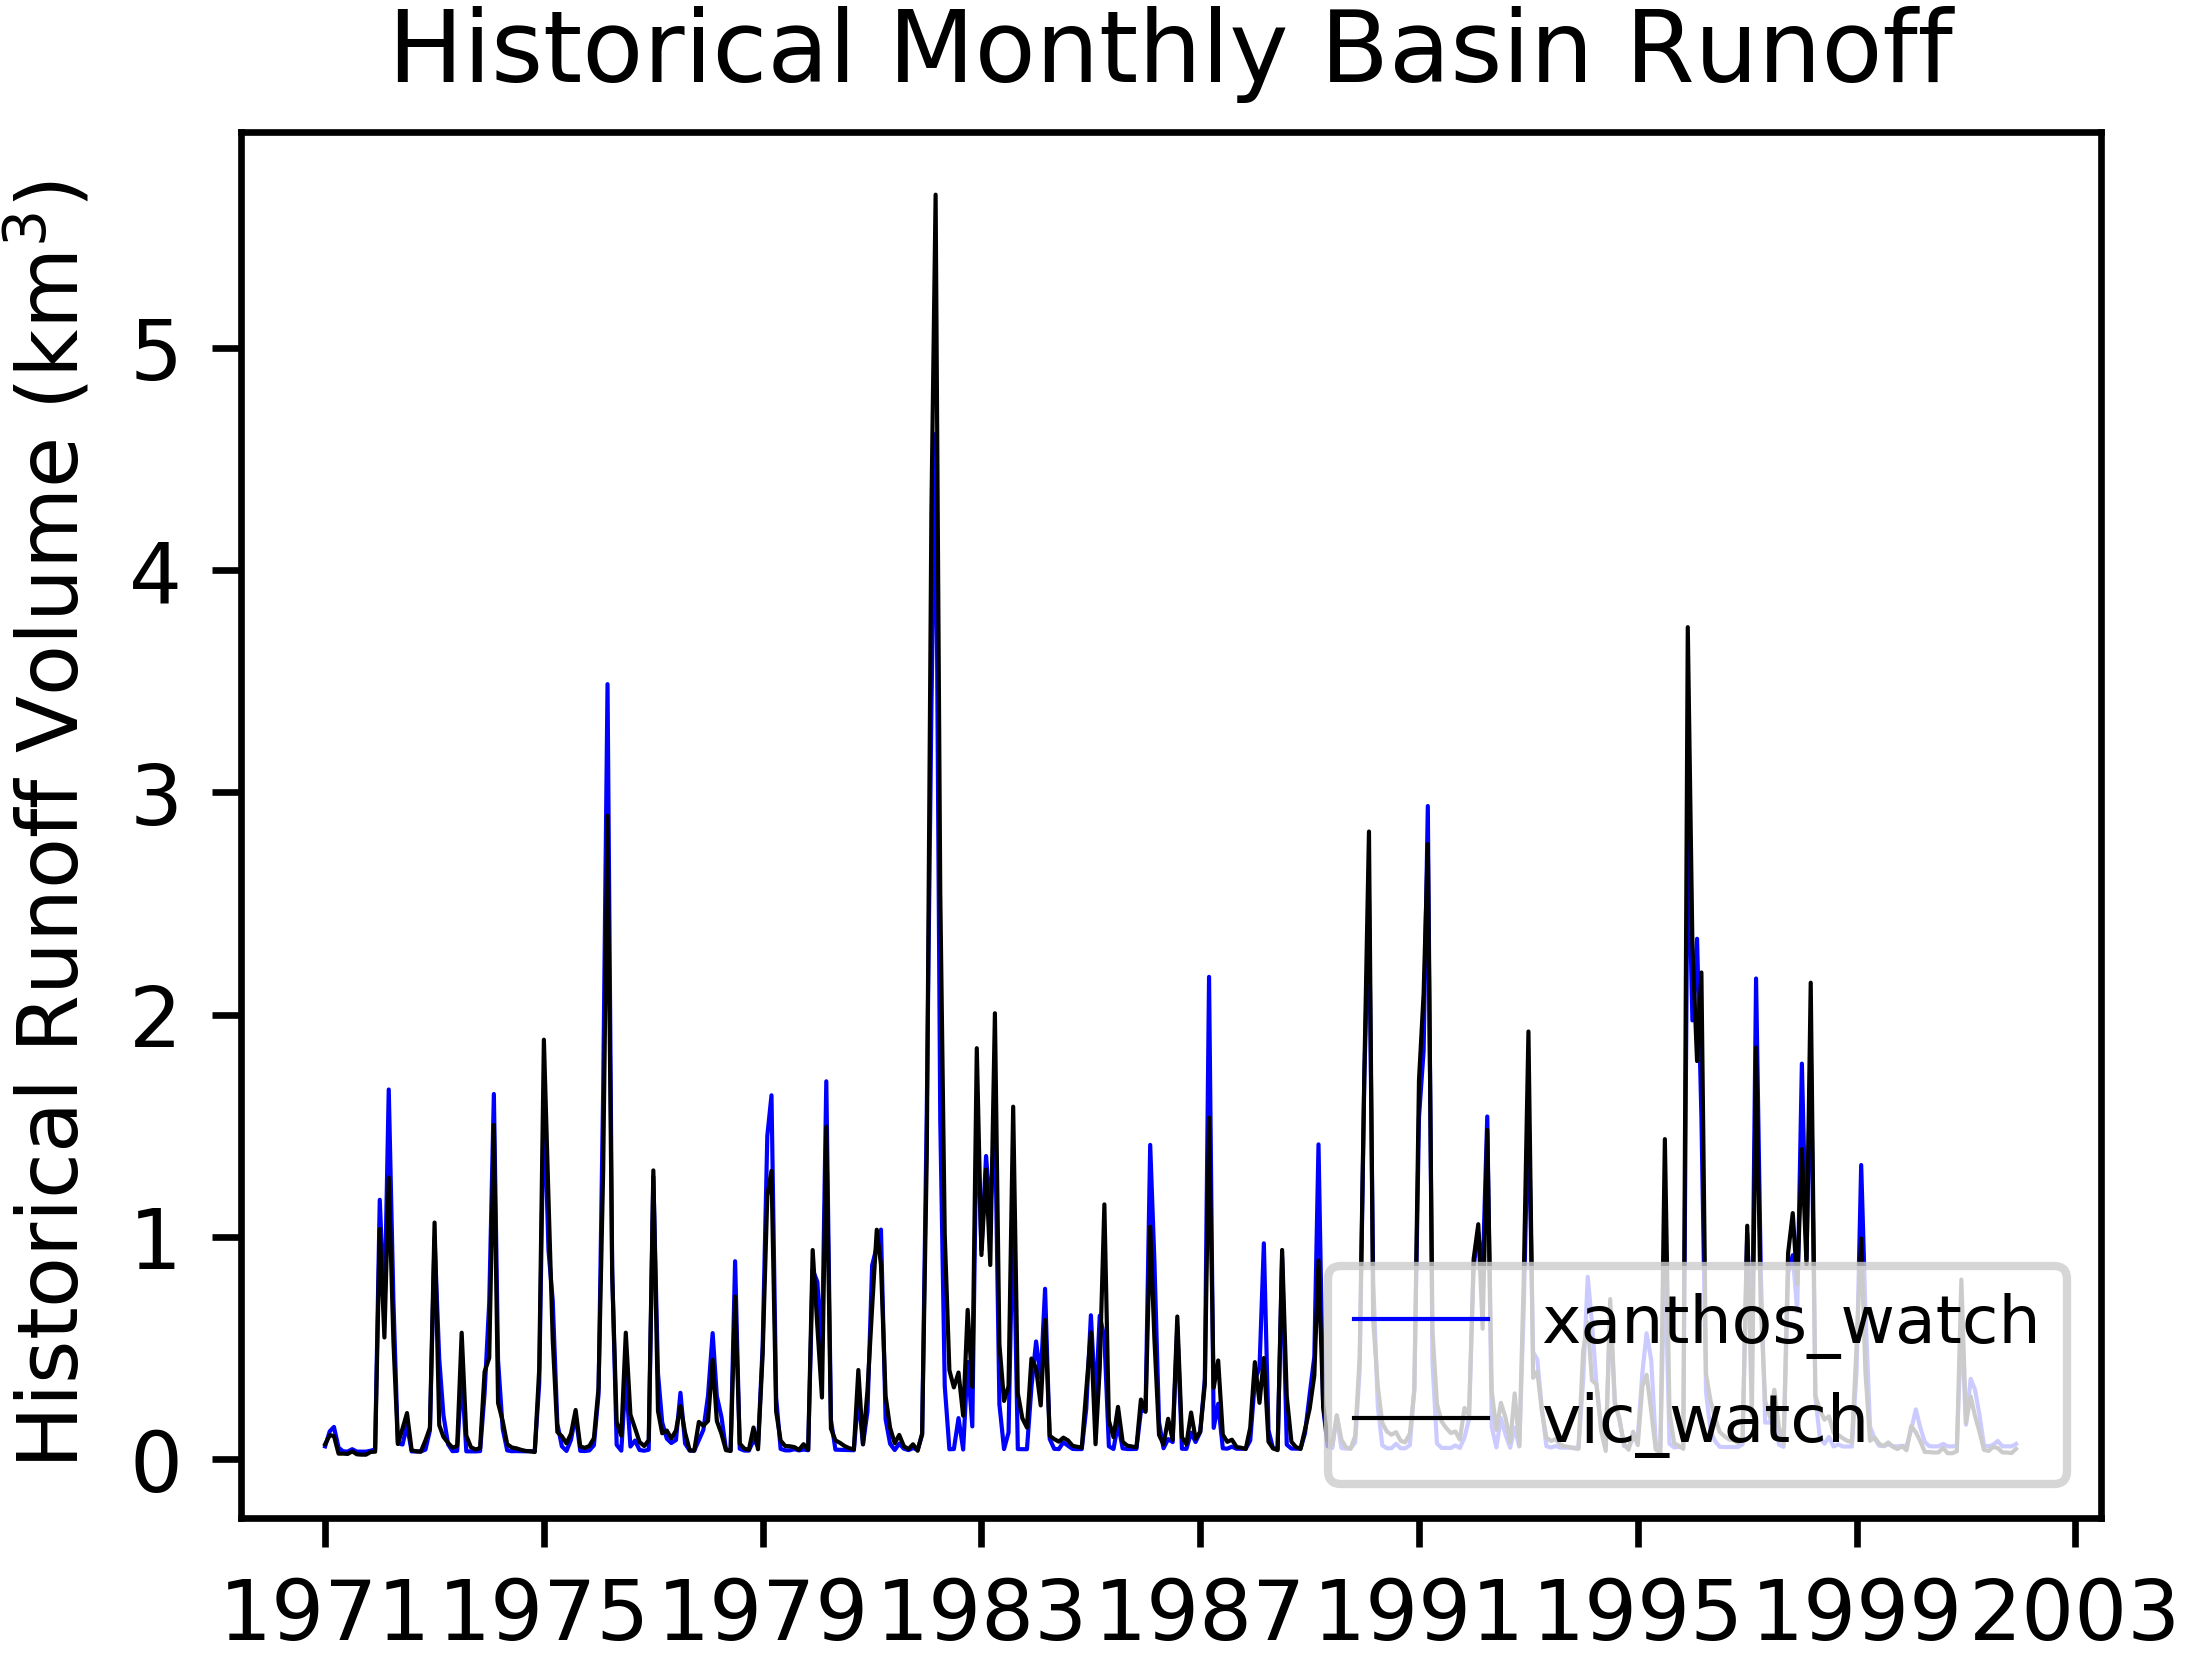 Historical Monthly Basin Runoff
Historical Runoff Volume (km³)
5
4
3
2
1
0
xanthos_watch
vic_watch
1971 1975 1979 1983 1987 1991 1995 1999 2003